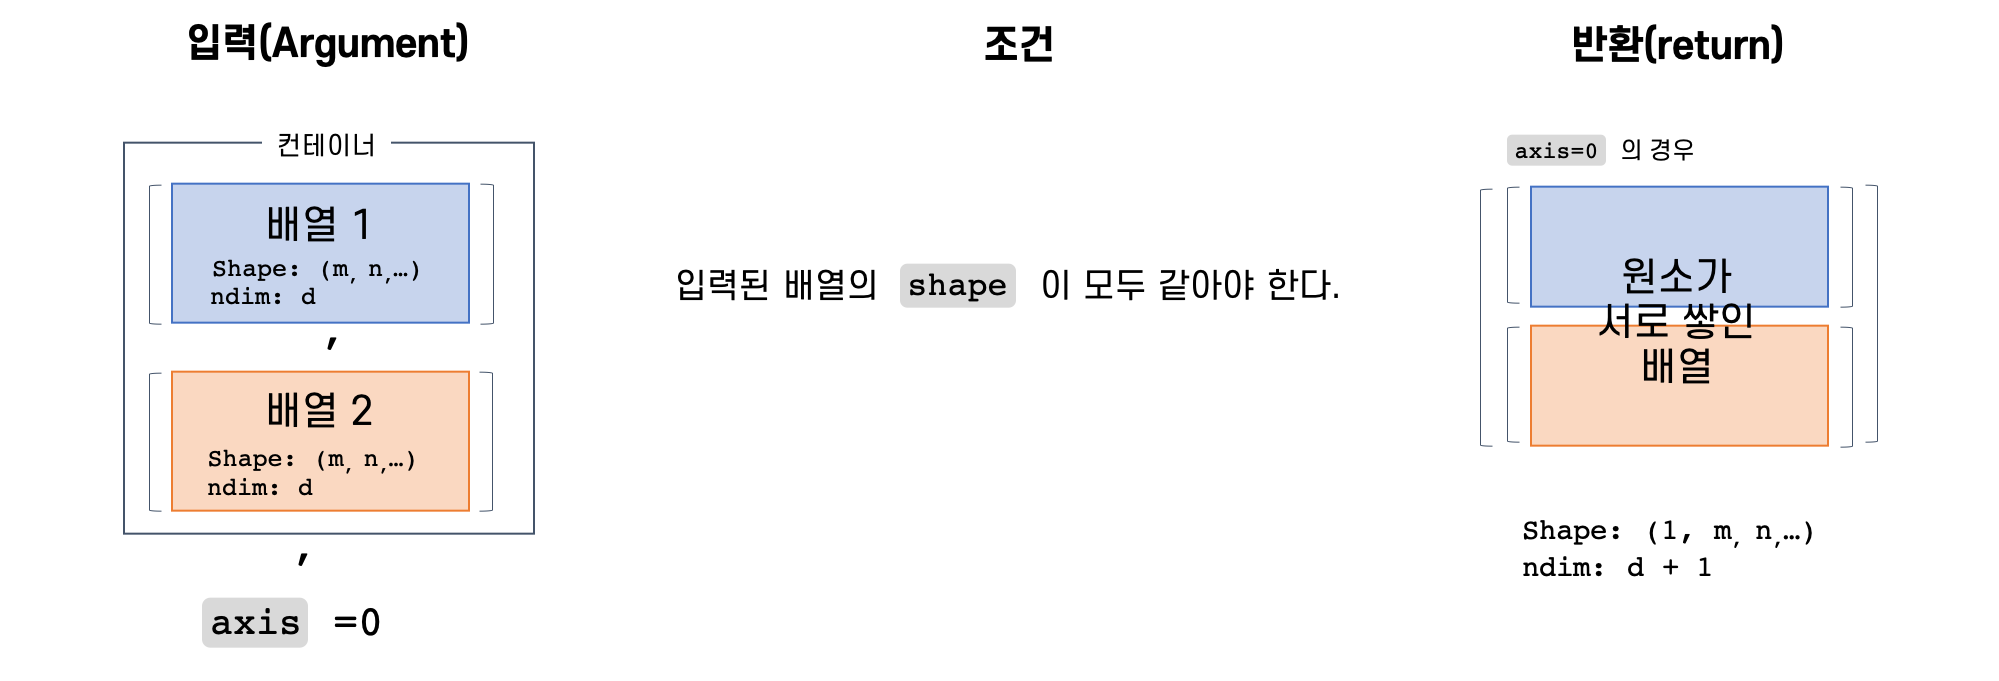 입력(Argument)
조건
반환(return)
컨테이너
배열 1
Shape: (m, n,…)
ndim: d
,
배열 2
Shape: (m, n,…)
ndim: d
,
axis =0
입력된 배열의 shape 이 모두 같아야 한다.
axis=0 의 경우
원소가
서로 쌓인
배열
Shape: (1, m, n,…)
ndim: d + 1